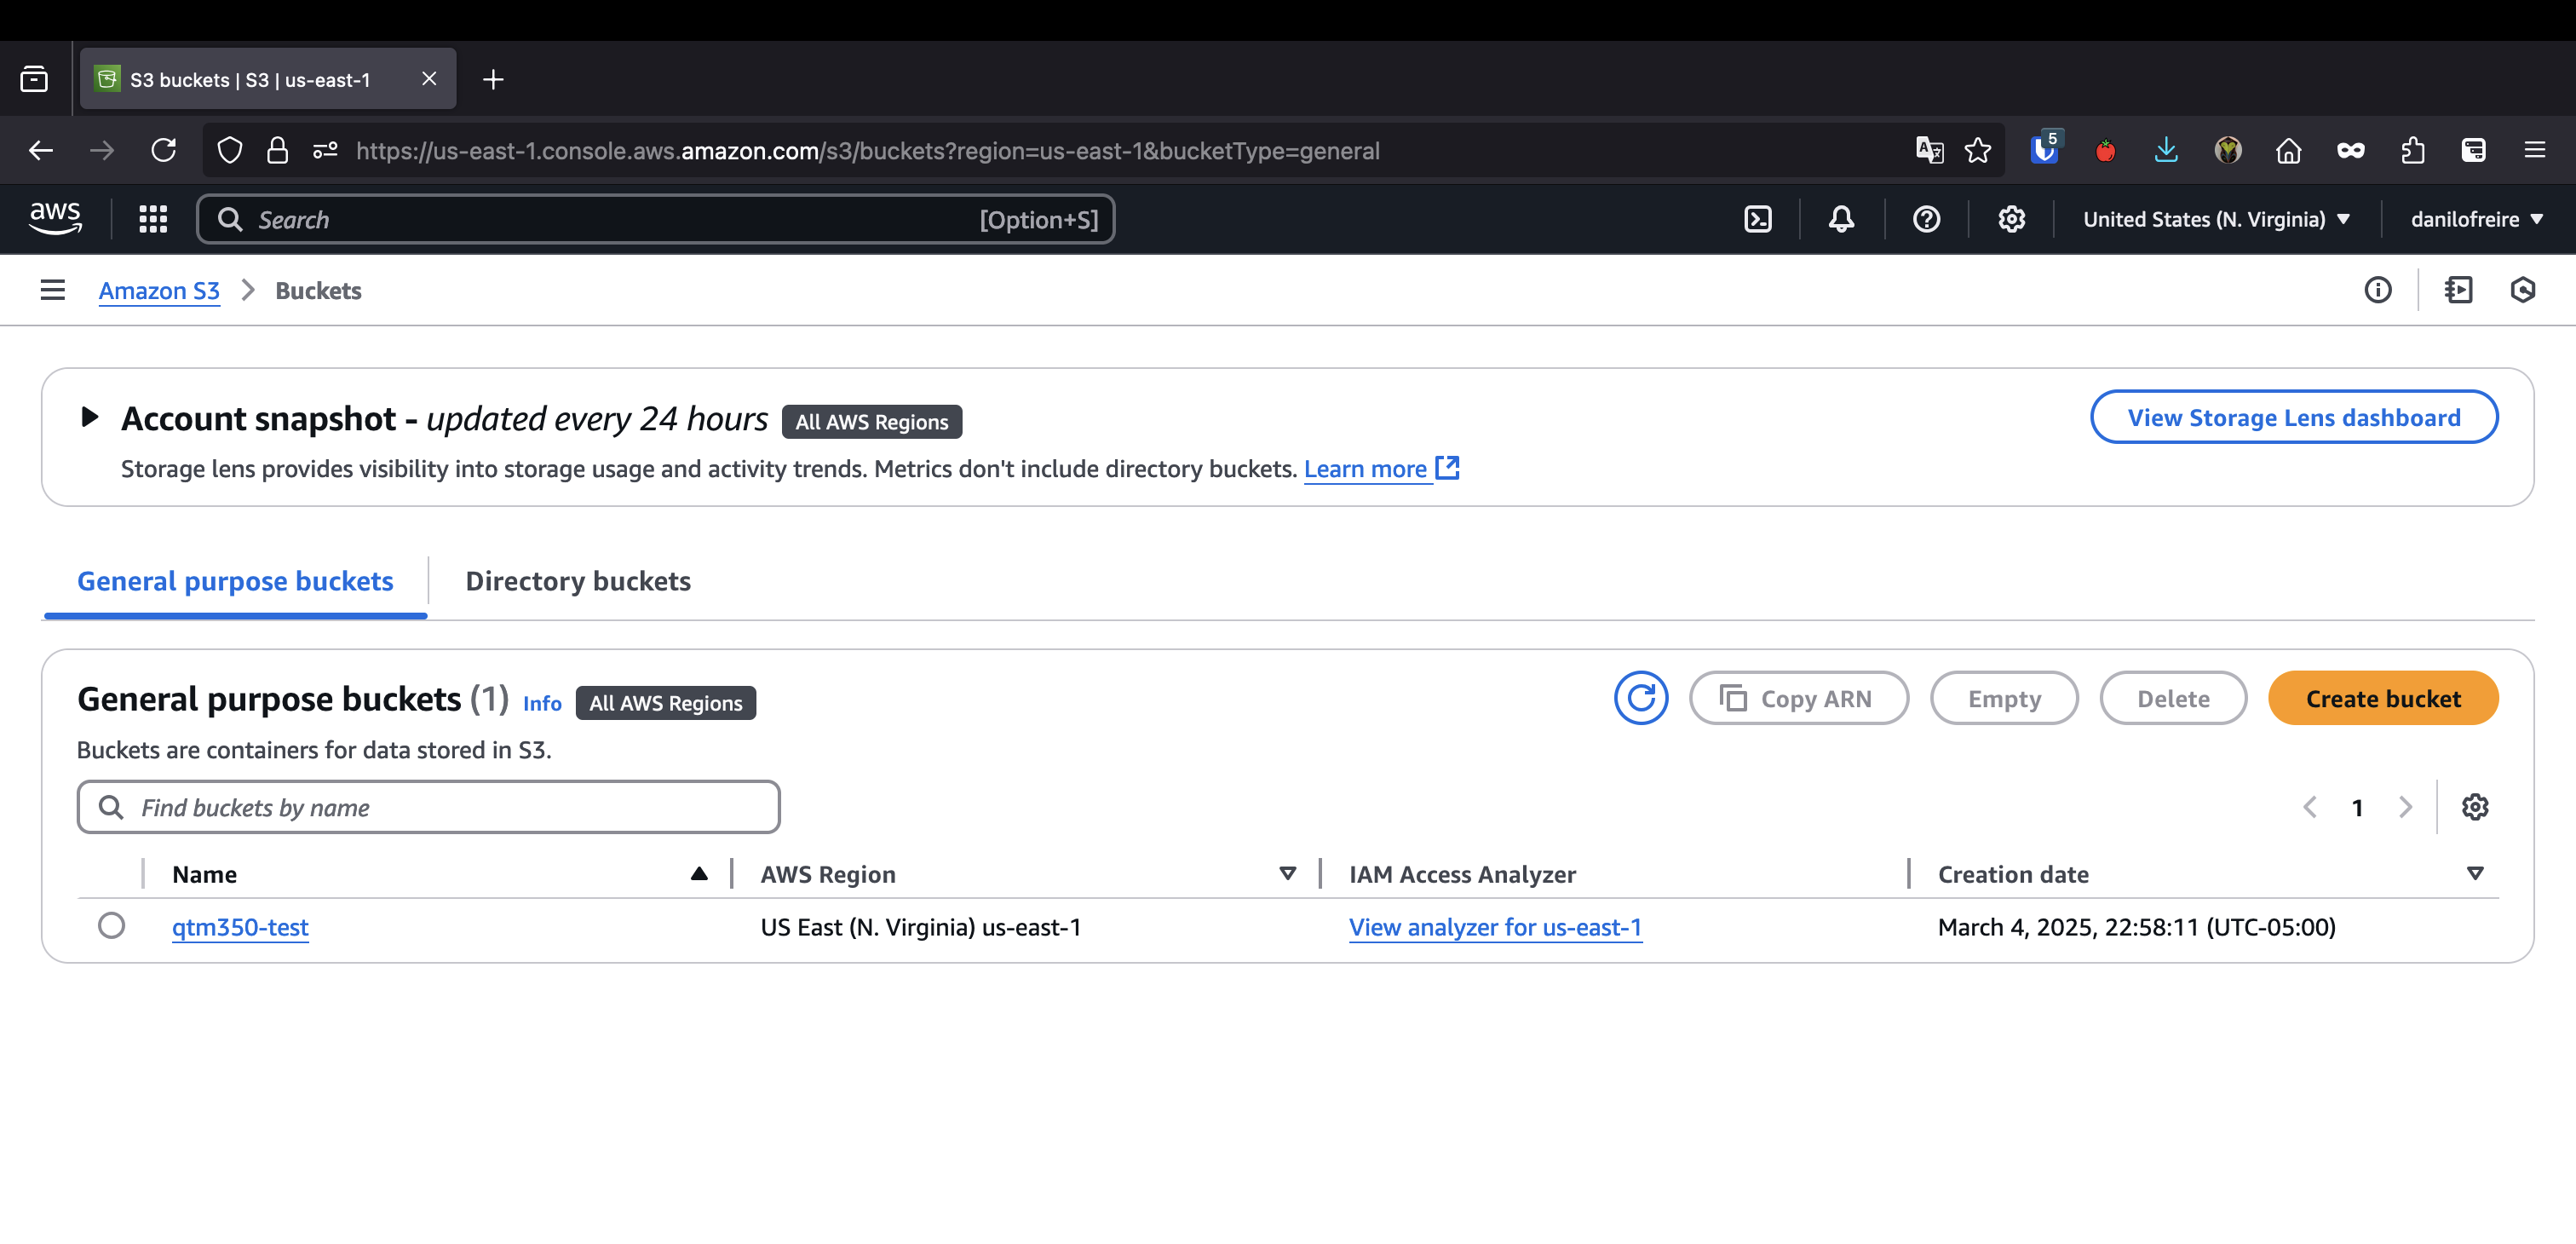 S3 buckets | S3 | us-east-1
https://us-east-1.console.aws.amazon.com/s3/buckets?region=us-east-1&bucketType=general
5
aws
Search
[Option+S]
United States (N. Virginia)
danilofreire
Amazon S3
Buckets
Account snapshot - updated every 24 hours
All AWS Regions
View Storage Lens dashboard
Storage lens provides visibility into storage usage and activity trends. Metrics don't include directory buckets. Learn more
General purpose buckets
Directory buckets
General purpose buckets (1)
Info
All AWS Regions
Copy ARN
Empty
Delete
Create bucket
Buckets are containers for data stored in S3.
Find buckets by name
1
Name
AWS Region
IAM Access Analyzer
Creation date
qtm350-test
US East (N. Virginia) us-east-1
View analyzer for us-east-1
March 4, 2025, 22:58:11 (UTC-05:00)